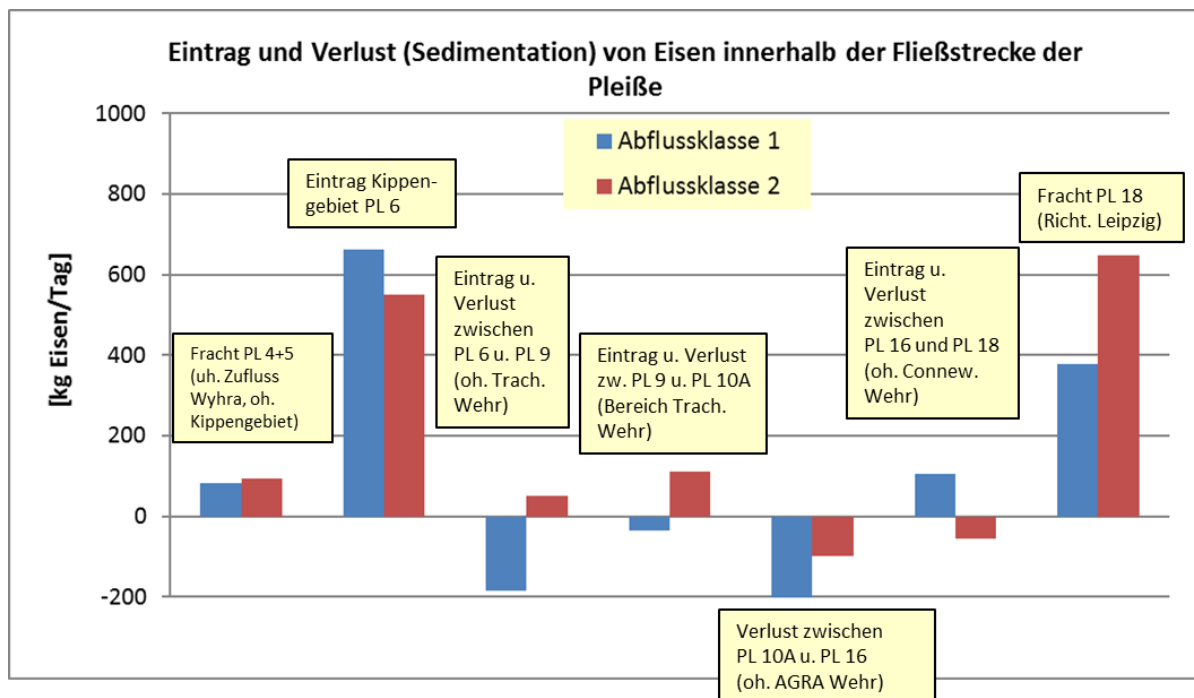 Eintrag und Verlust (Sedimentation) von Eisen innerhalb der Fließstrecke der
Pleiße
[kg Eisen/Tag]
1000
800
600
400
200
0
-200
Abflussklasse 1
Abflussklasse 2
Fracht PL 4+5
(uh. Zufluss
Wyhra, oh.
Kippengebiet)
Eintrag Kippen-
gebiet PL 6
Eintrag u.
Verlust
zwischen
PL 6 u. PL 9
(oh. Trach.
Wehr)
Eintrag u. Verlust
zw. PL 9 u. PL 10A
(Bereich Trach.
Wehr)
Verlust zwischen
PL 10A u. PL 16
(oh. AGRA Wehr)
Eintrag u.
Verlust
zwischen
PL 16 und PL 18
(oh. Connew.
Wehr)
Fracht PL 18
(Richt. Leipzig)